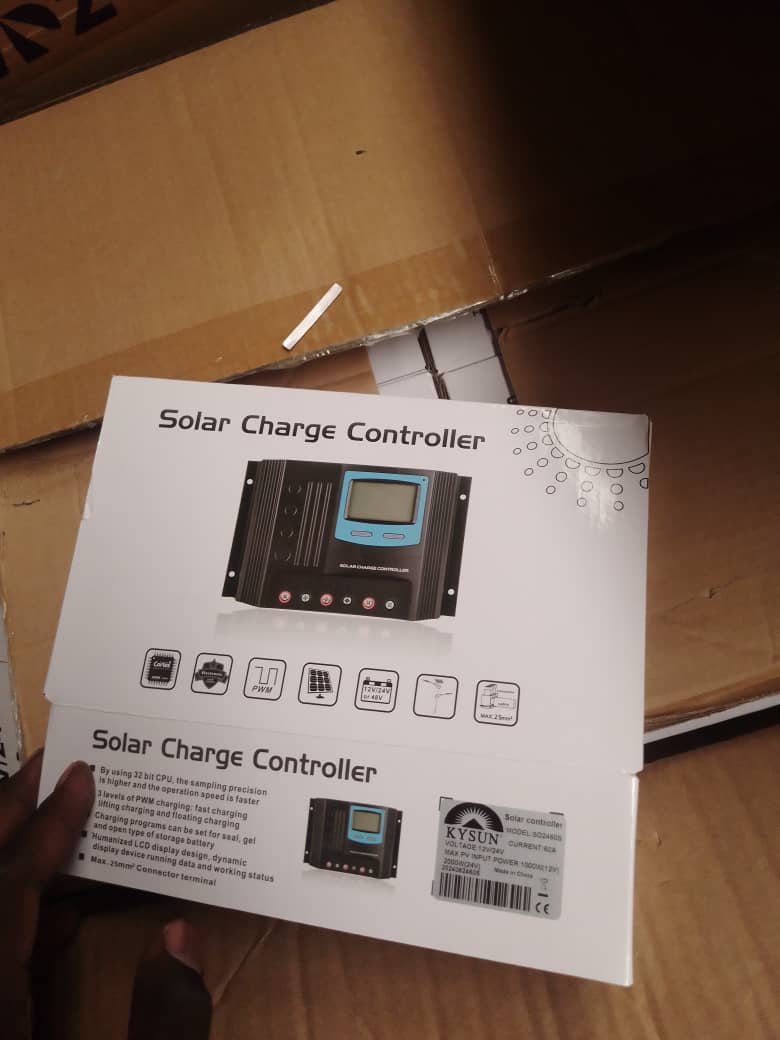 Solar Charge Controller
SOLAR CHARGE CONTROLLER
Cortex
PWM
12V/24V
or 48V
MAX.25mm²
Solar Charge Controller
By using 32 bit CPU, the sampling precision
is higher and the operation speed is faster
3 levels of PWM charging: fast charging
lifting charging and floating charging
Charging programs can be set for seal, gel
and open type of storage battery
Humanized LCD display design, dynamic
display device running data and working status
Max. 25mm² Connector terminal
Solar controller
KYSUN
MODEL:SD2460S
VOLTAGE:12V/24V
CURRENT:60A
MAX PV INPUT POWER:1000W(12V)
2000W(24V)
Made in China
2024082460S
CE